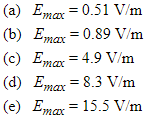 (a) Emax = 0.51 V/m
(b) Emax = 0.89 V/m
(c) Emax = 4.9 V/m
(d) Emax = 8.3 V/m
(e) Emax = 15.5 V/m